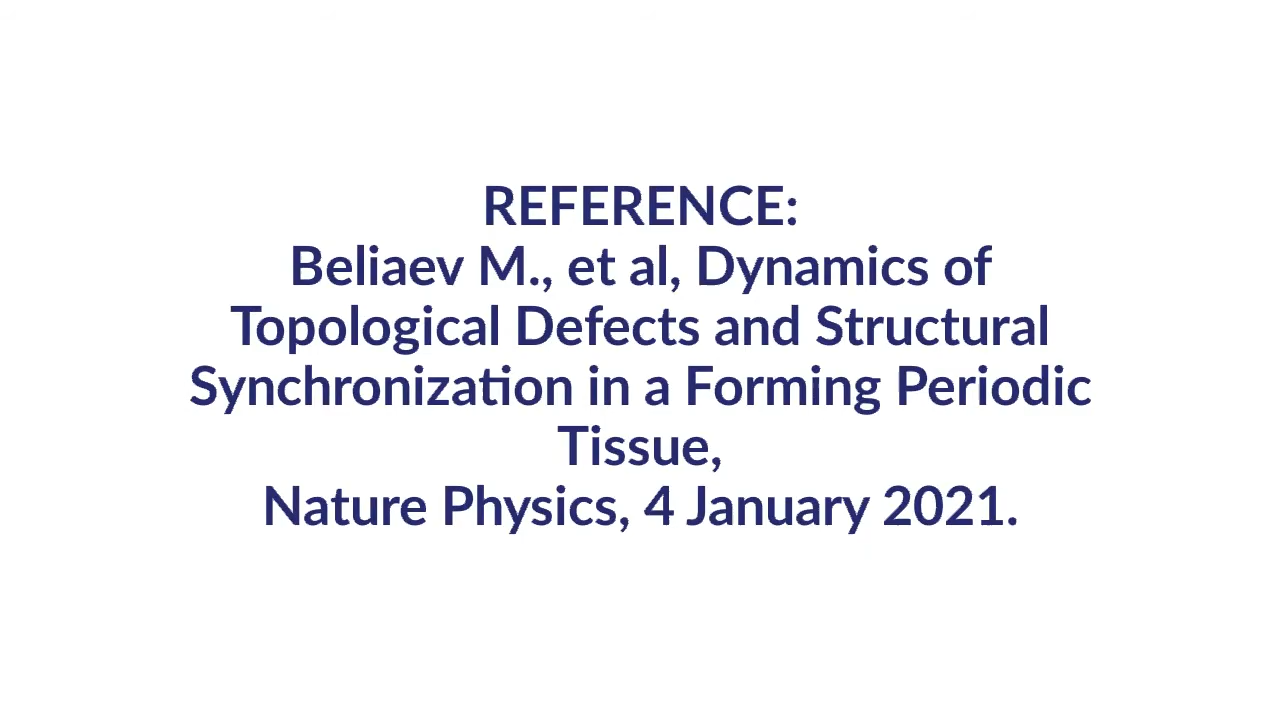 REFERENCE:
Beliaev M., et al, Dynamics of
Topological Defects and Structural
Synchronization in a Forming Periodic
Tissue,
Nature Physics, 4 January 2021.